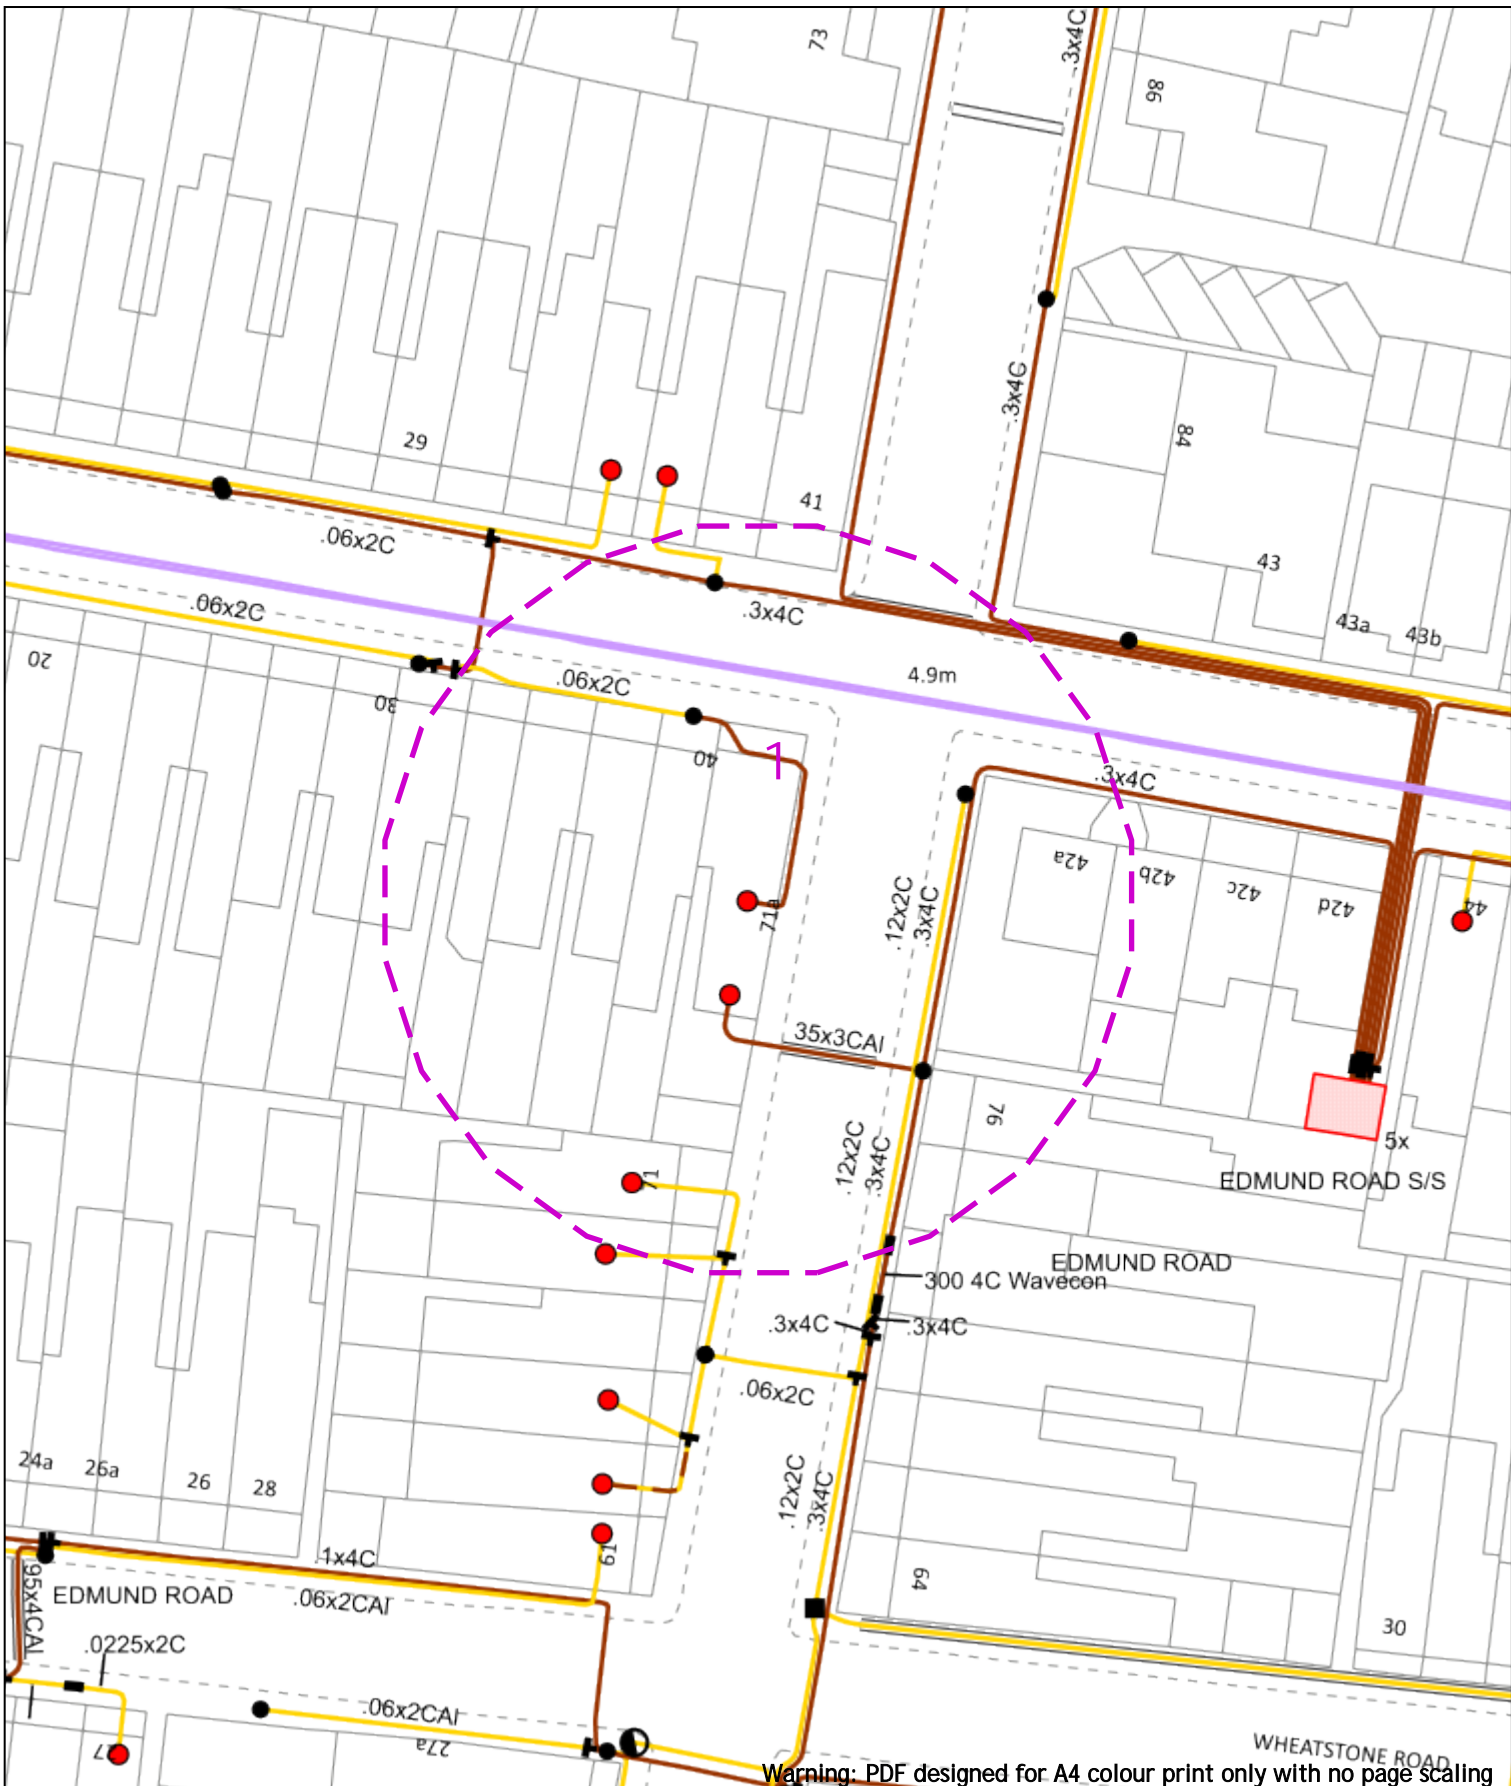 73
.3x4C
86
.3x4C
29
84
41
43
.06x2C
.06x2C
.3x4C
43a
43b
20
30
.06x2C
4.9m
40
1
.3x4C
42a
42b
42c
42d
44
71a
.12x2C
.3x4C
35x3CAl
76
5x
EDMUND ROAD S/S
.12x2C
.3x4C
71
EDMUND ROAD
300 4C Wavecon
.3x4C
.3x4C
.06x2C
24a
26a
26
28
.12x2C
.3x4C
61
64
30
.1x4C
95x4CAl
EDMUND ROAD
.06x2CAl
.0225x2C
.06x2CAl
27a
27
WHEATSTONE ROAD
Warning: PDF designed for A4 colour print only with no page scaling